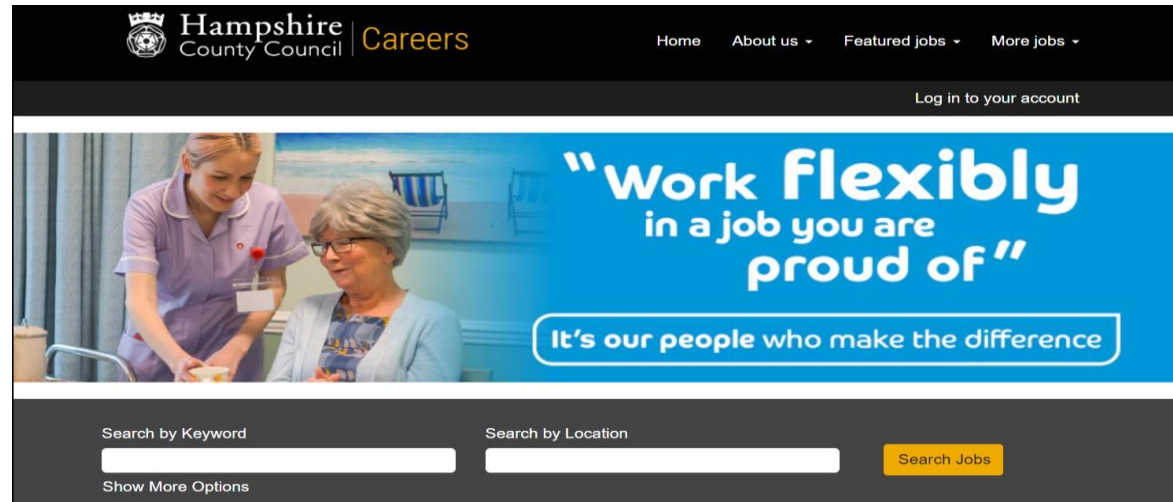 Hampshire
County Council | Careers
Home About us Featured jobs More jobs
Log in to your account
"Work flexibly
in a job you are
proud of"
It's our people who make the difference
Search by Keyword
Search by Location
Search Jobs
Show More Options